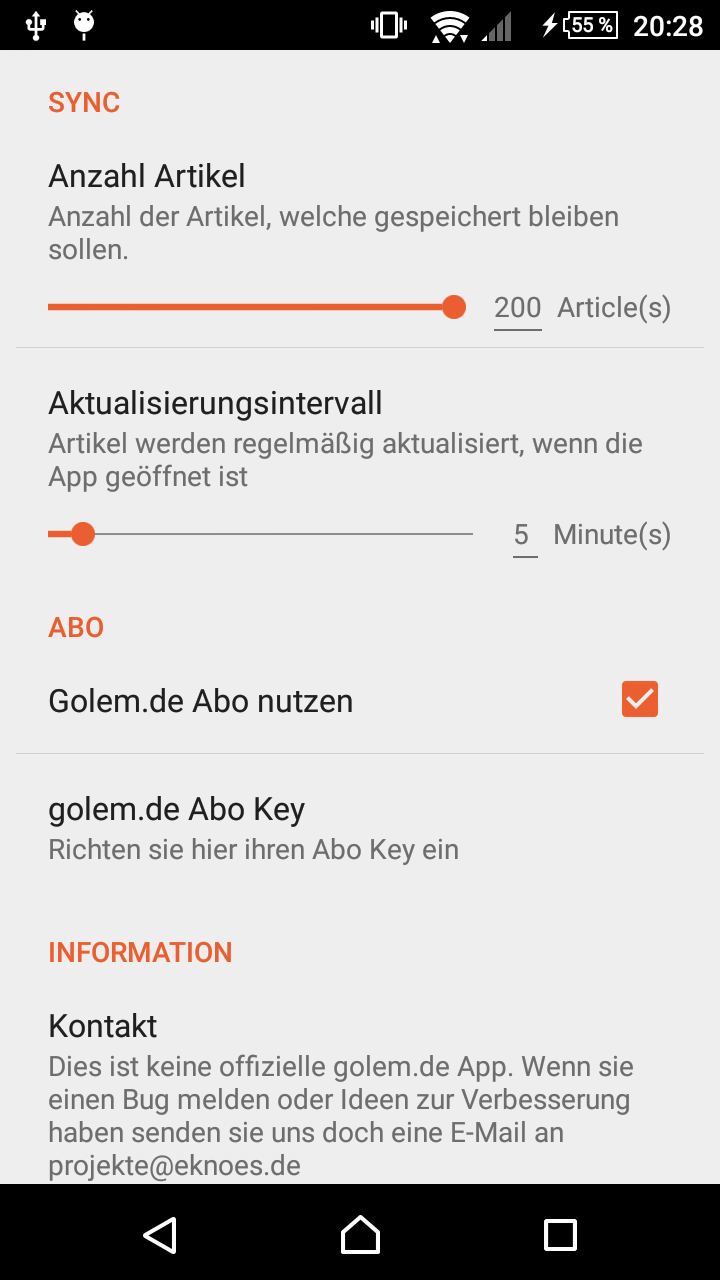 55 % 20:28
SYNC
Anzahl Artikel
Anzahl der Artikel, welche gespeichert bleiben
sollen.
200 Article(s)
Aktualisierungsintervall
Artikel werden regelmäßig aktualisiert, wenn die
App geöffnet ist
5 Minute(s)
ABO
Golem.de Abo nutzen
golem.de Abo Key
Richten sie hier ihren Abo Key ein
INFORMATION
Kontakt
Dies ist keine offizielle golem.de App. Wenn sie
einen Bug melden oder Ideen zur Verbesserung
haben senden sie uns doch eine E-Mail an
projekte@eknoes.de